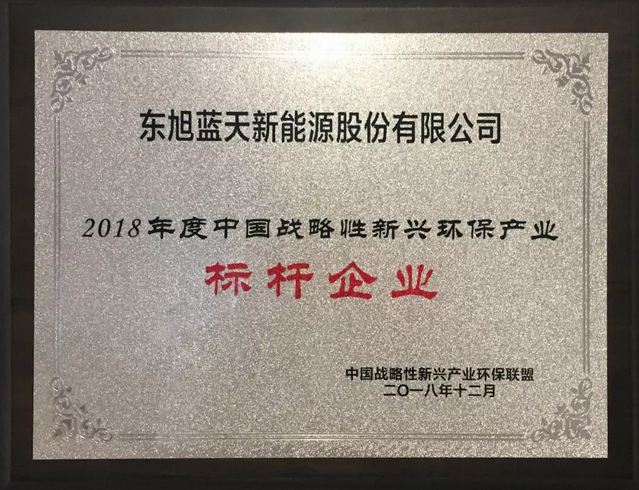 东旭蓝天新能源股份有限公司
2018年度中国战略性新兴环保产业
标杆企业
中国战略性新兴产业环保联盟
二〇一八年十二月